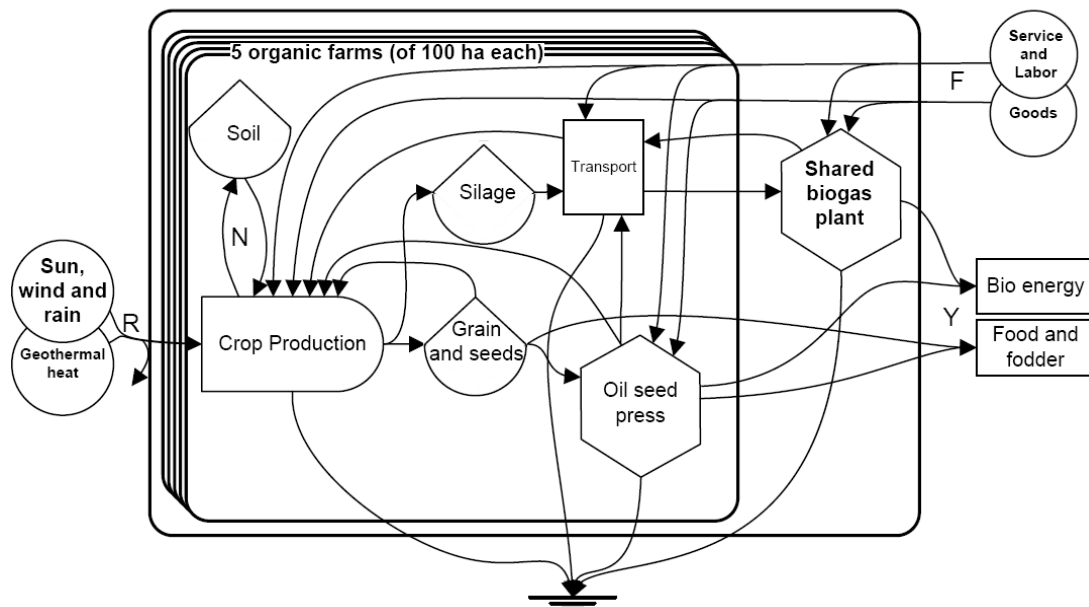 5 organic farms (of 100 ha each)
Service
and
Labor
F
Goods
Soil
Silage
Transport
Shared
biogas
plant
N
Sun,
wind and
rain
R
Geothermal
heat
Crop Production
Grain
and seeds
Oil seed
press
Bio energy
Y
Food and
fodder